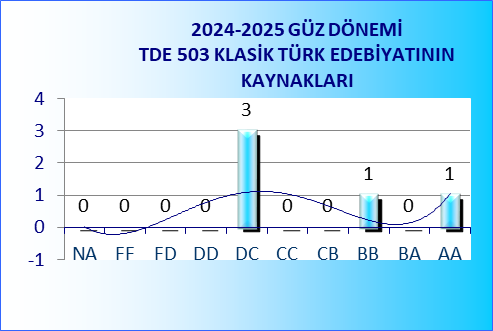 2024-2025 GÜZ DÖNEMİ
TDE 503 KLASİK TÜRK EDEBİYATININ
KAYNAKLARI
4
3
2
1
0
-1
0 0 0 0 3 0 0 1 0 1
NA FF FD DD DC CC CB BB BA AA